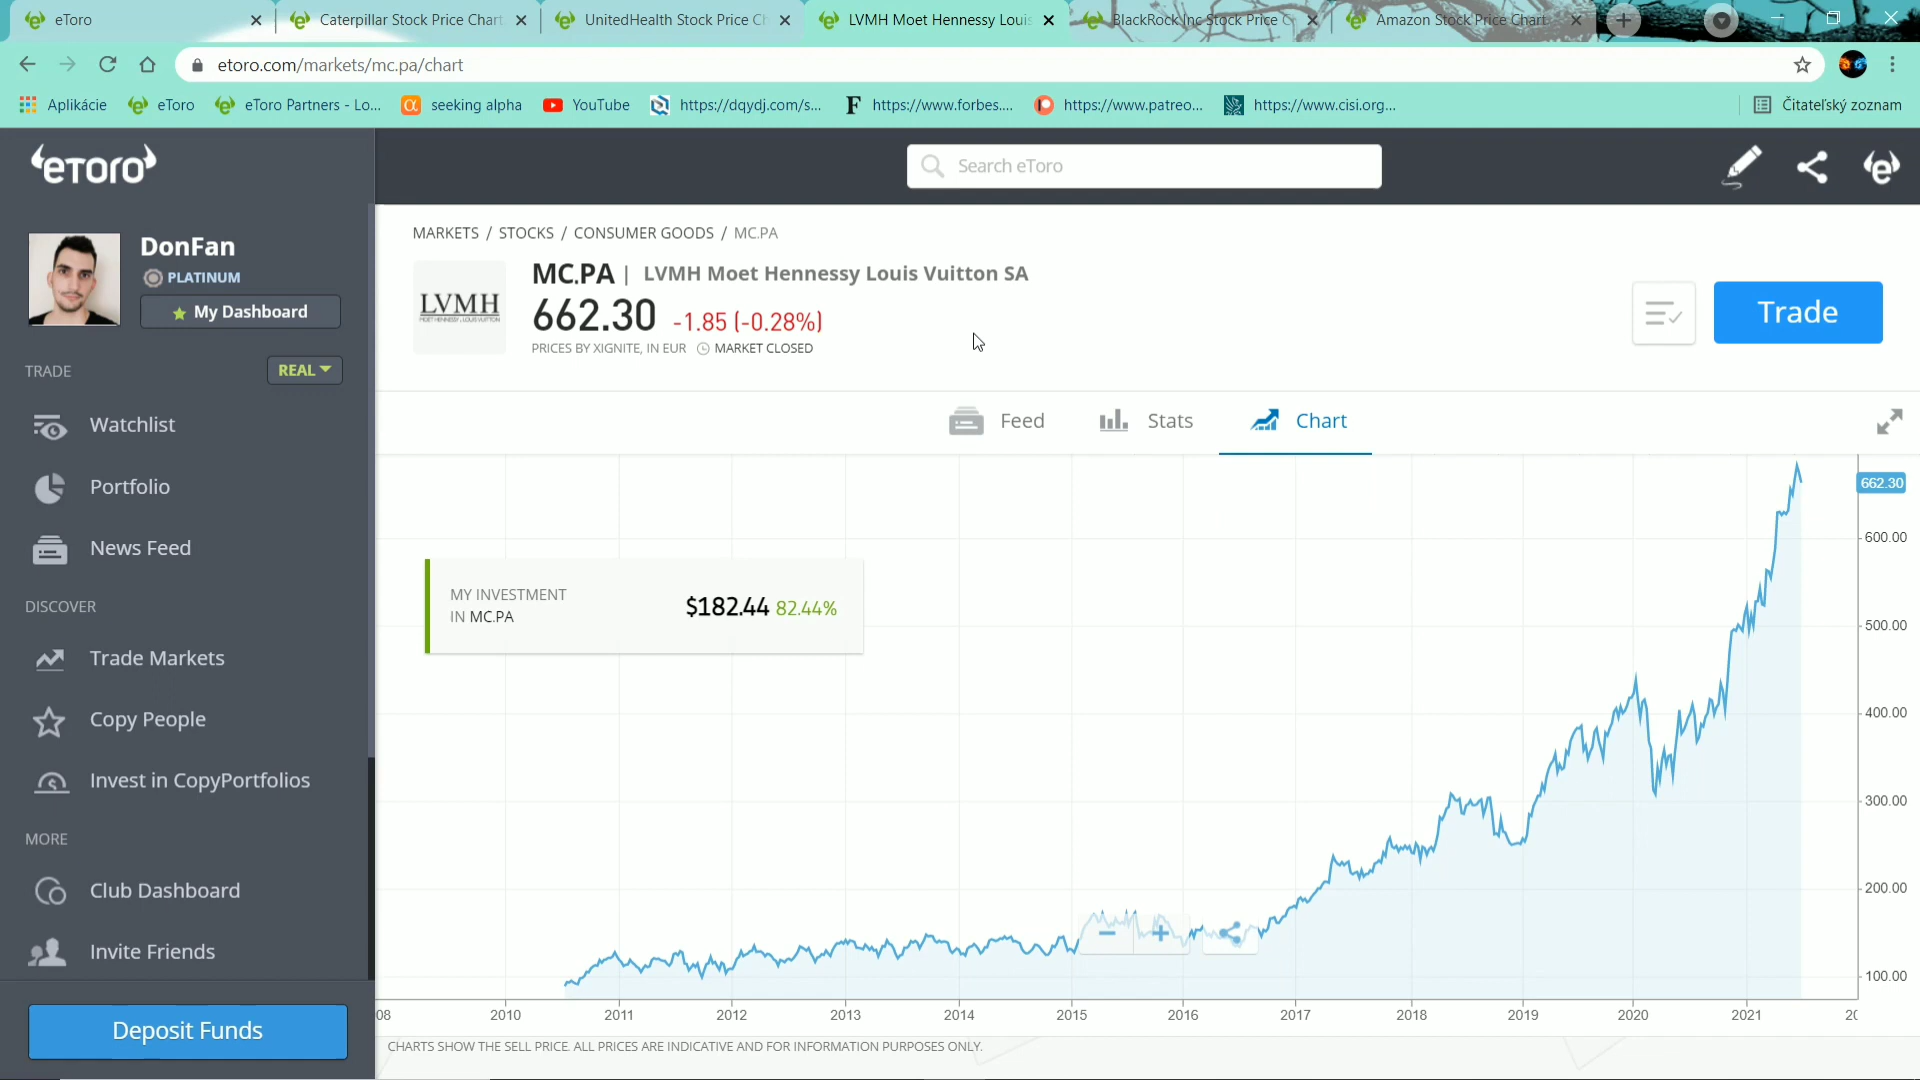 eToro
Caterpillar Stock Price Chart
UnitedHealth Stock Price Ch
LVMH Moet Hennessy Louis
BlackRock Inc Stock Price C
Amazon Stock Price Chart
etoro.com/markets/mc.pa/chart
Aplikácie
eToro
eToro Partners - Lo...
seeking alpha
YouTube
https://dqydj.com/s...
https://www.forbes....
https://www.patreo...
https://www.cisi.org...
Čitateľský zoznam
eToro
Search eToro
DonFan
PLATINUM
My Dashboard
TRADE
REAL
Watchlist
Portfolio
News Feed
DISCOVER
Trade Markets
Copy People
Invest in CopyPortfolios
MORE
Club Dashboard
Invite Friends
Deposit Funds
MARKETS / STOCKS / CONSUMER GOODS / MC.PA
LVMH
MOËT HENNESSY . LOUIS VUITTON
MC.PA | LVMH Moet Hennessy Louis Vuitton SA
662.30 -1.85 (-0.28%)
PRICES BY XIGNITE, IN EUR MARKET CLOSED
Trade
Feed
Stats
Chart
MY INVESTMENT
IN MC.PA
$182.44 82.44%
662.30
600.00
500.00
400.00
300.00
200.00
100.00
08 2010 2011 2012 2013 2014 2015 2016 2017 2018 2019 2020 2021 20
CHARTS SHOW THE SELL PRICE. ALL PRICES ARE INDICATIVE AND FOR INFORMATION PURPOSES ONLY.